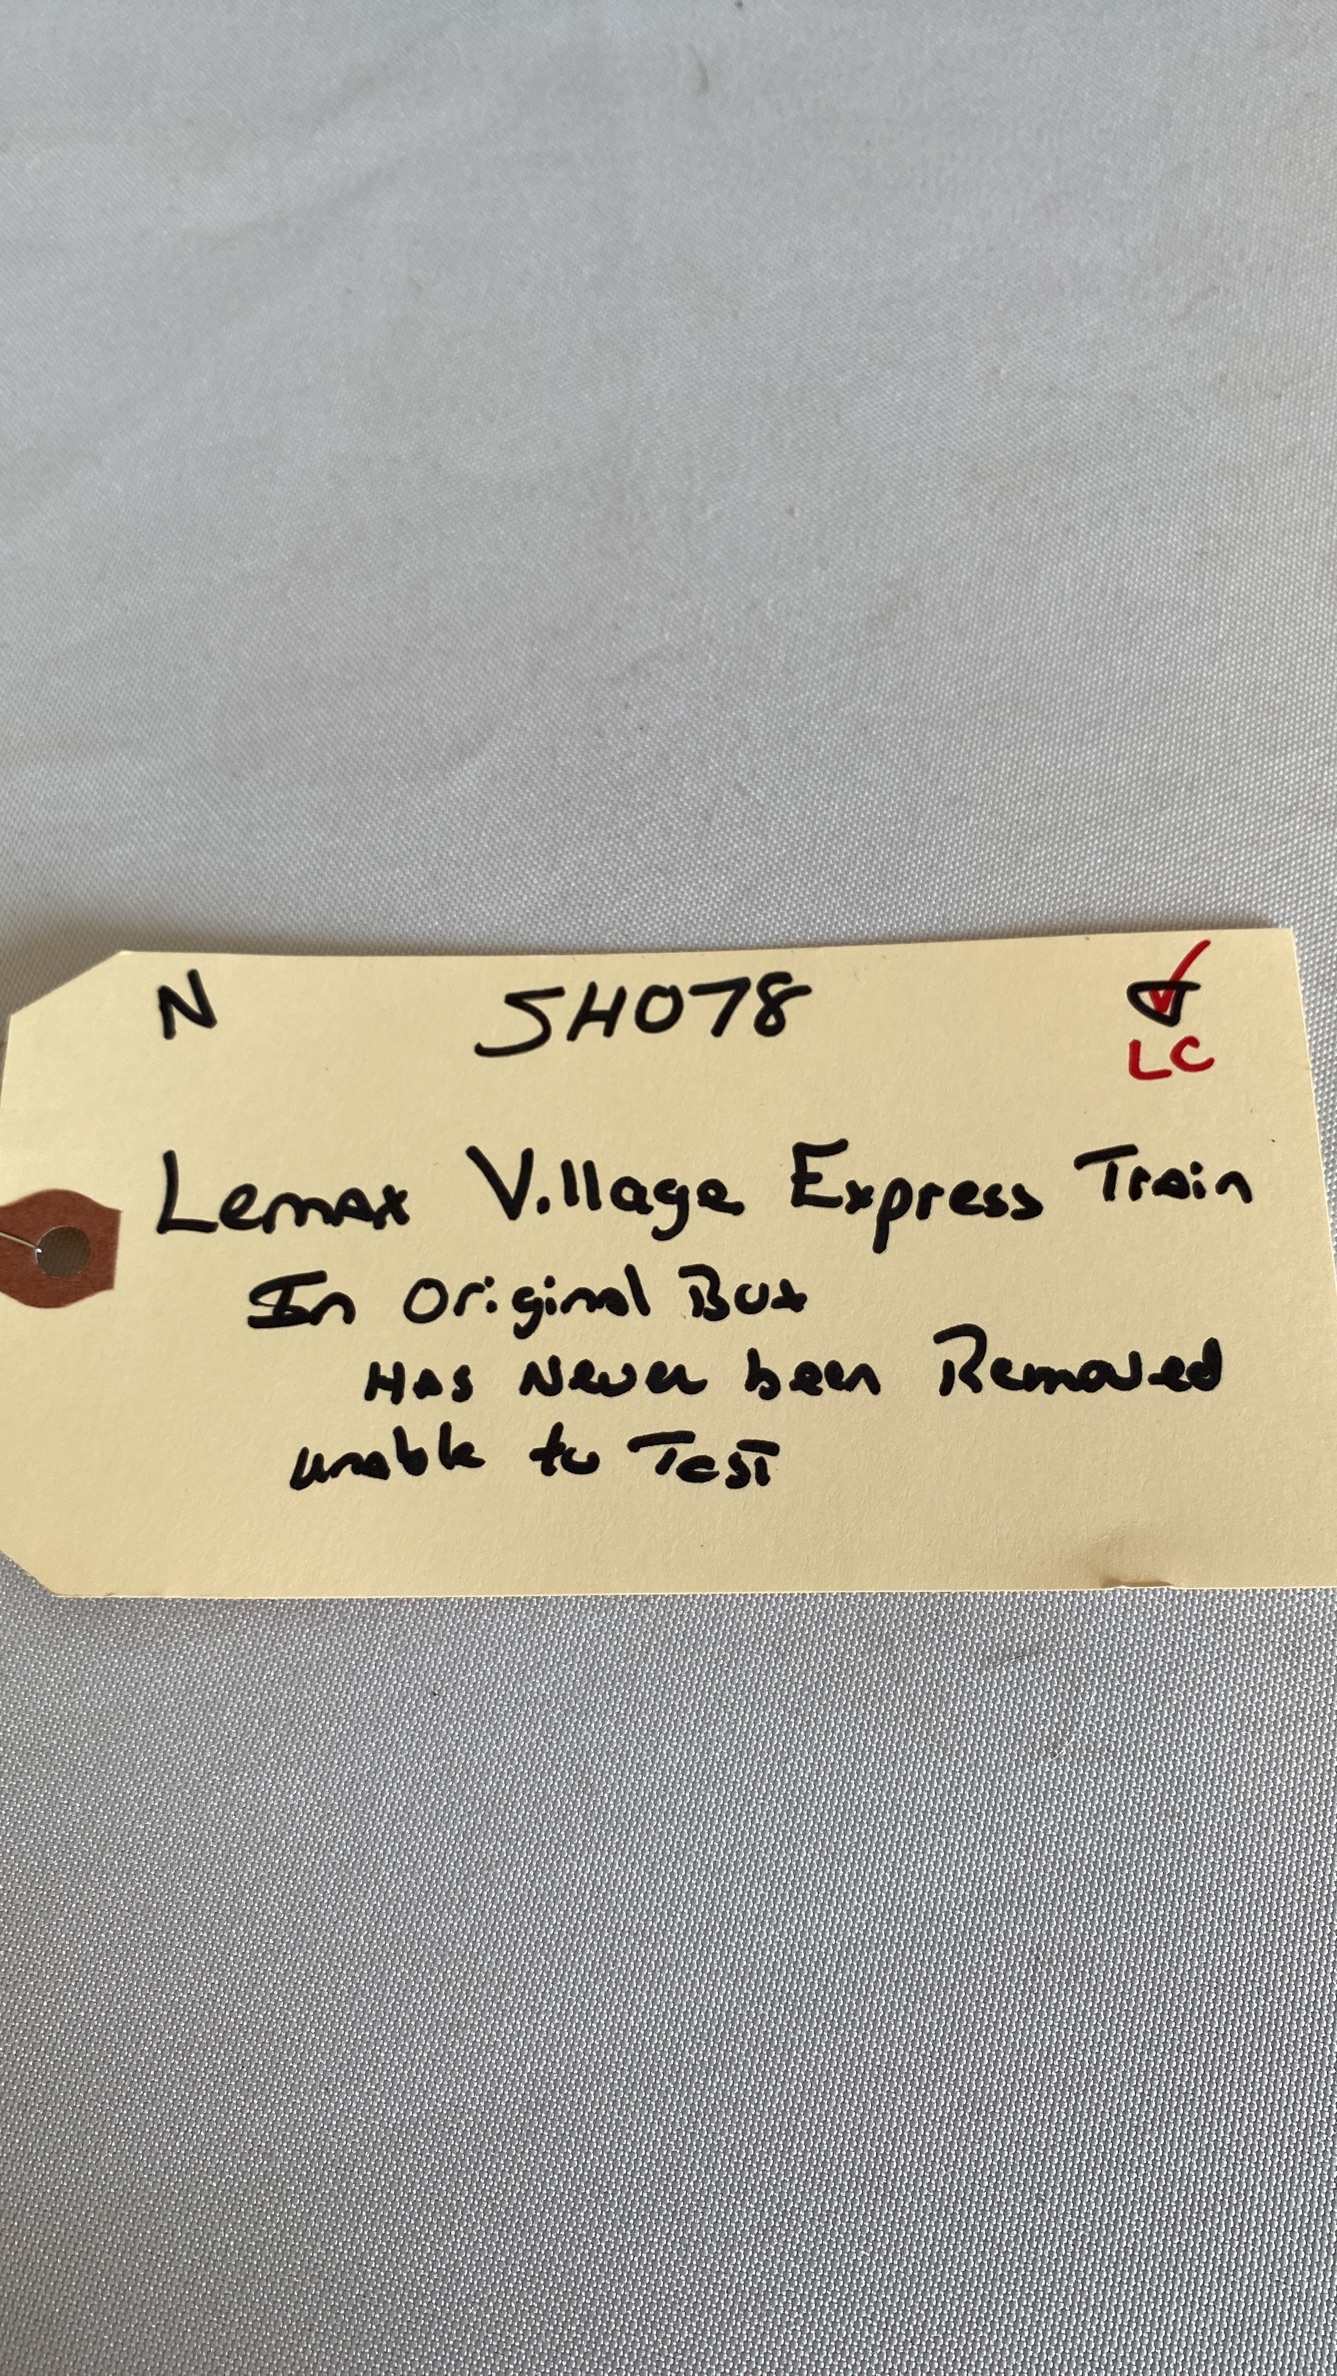 N SH078
LC
Lemax Village Express Train
In Original Box
Has Never been Removed
unable to Test